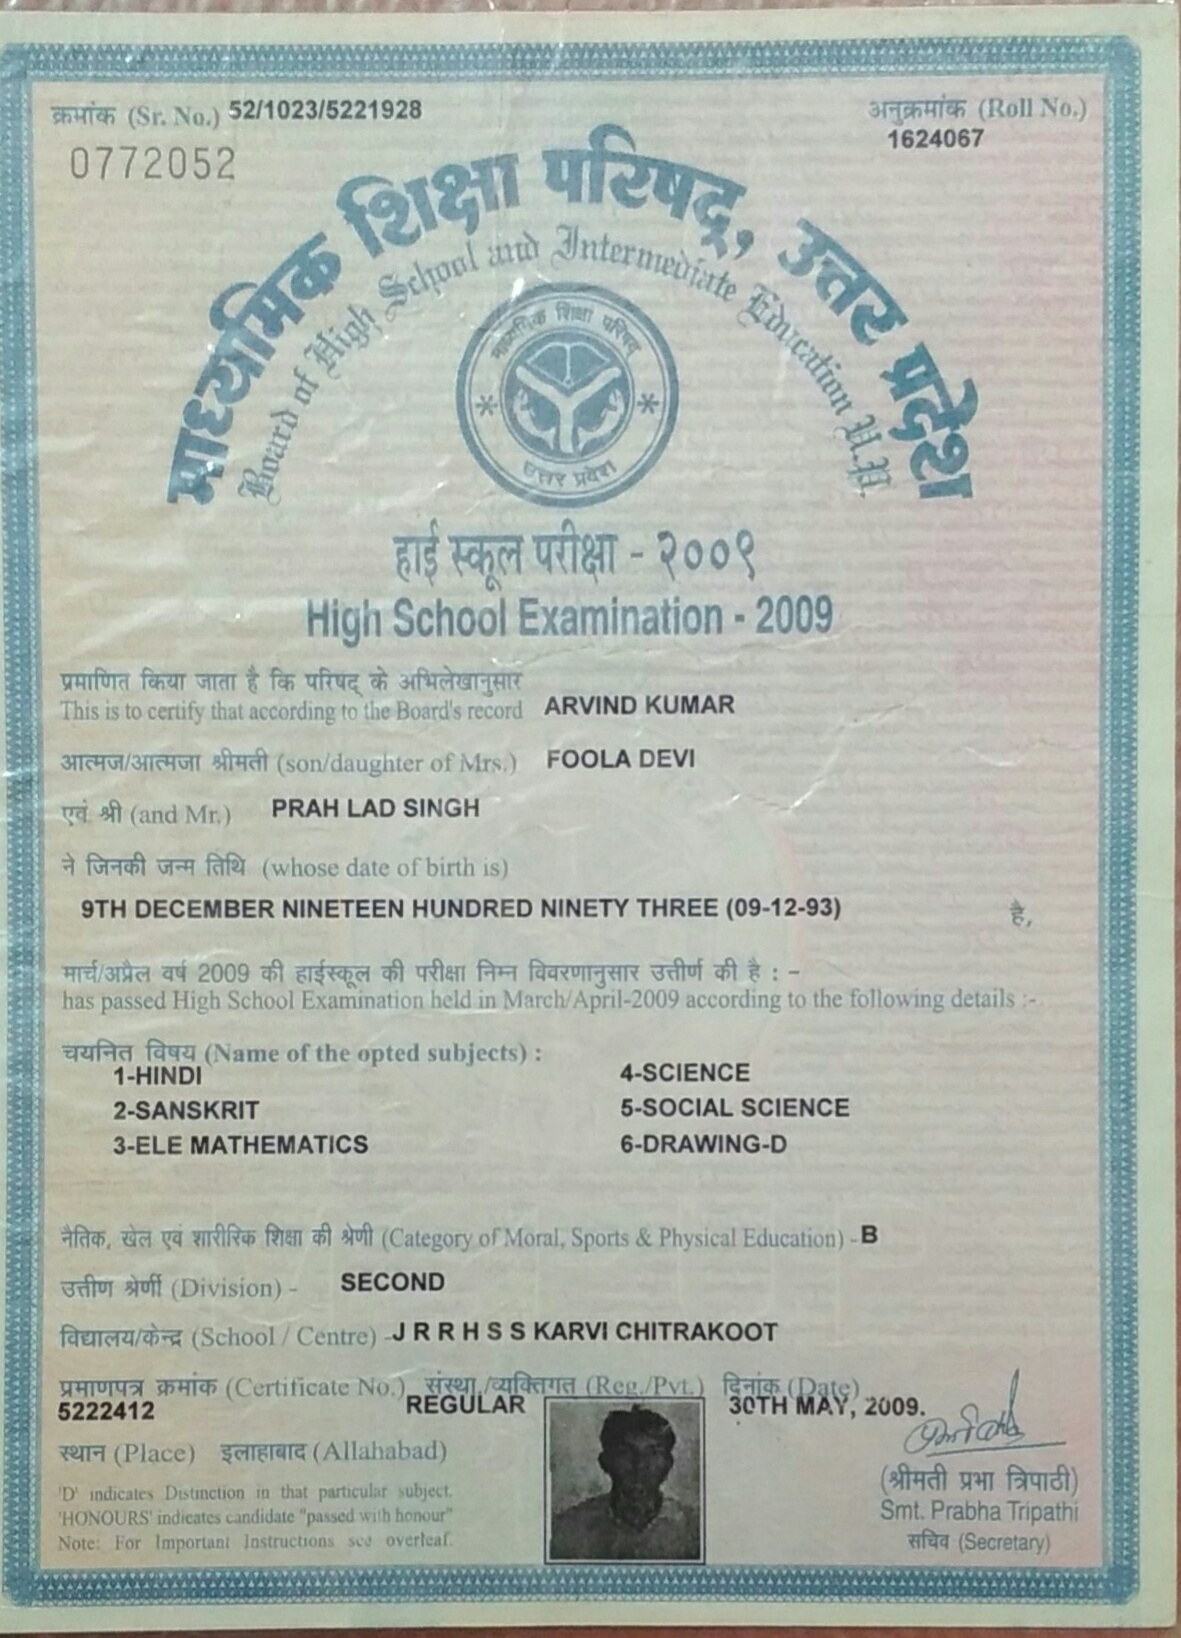 क्रमांक (Sr. No.) 52/1023/5221928
0772052
अनुक्रमांक (Roll No.)
1624067
माध्यमिक शिक्षा परिषद्, उत्तर प्रदेश
Board of High School and Intermediate Education U.P.
माध्यमिक शिक्षा परिषद्
उत्तर प्रदेश
हाई स्कूल परीक्षा - २००९
High School Examination - 2009
प्रमाणित किया जाता है कि परिषद् के अभिलेखानुसार
This is to certify that according to the Board's record ARVIND KUMAR
आत्मज/आत्मजा श्रीमती (son/daughter of Mrs.) FOOLA DEVI
एवं श्री (and Mr.) PRAH LAD SINGH
ने जिनकी जन्म तिथि (whose date of birth is)
9TH DECEMBER NINETEEN HUNDRED NINETY THREE (09-12-93) है,
मार्च/अप्रैल वर्ष 2009 की हाईस्कूल की परीक्षा निम्न विवरणानुसार उत्तीर्ण की है : -
has passed High School Examination held in March/April-2009 according to the following details :-
चयनित विषय (Name of the opted subjects) :
1-HINDI
2-SANSKRIT
3-ELE MATHEMATICS
4-SCIENCE
5-SOCIAL SCIENCE
6-DRAWING-D
नैतिक, खेल एवं शारीरिक शिक्षा की श्रेणी (Category of Moral, Sports & Physical Education) - B
उत्तीण श्रेर्णी (Division) - SECOND
विद्यालय/केन्द्र (School / Centre) - J R R H S S KARVI CHITRAKOOT
प्रमाणपत्र क्रमांक (Certificate No.) संस्था./व्यक्तिगत (Reg./Pvt.) दिनांक (Date)
5222412 REGULAR 30TH MAY, 2009.
स्थान (Place) इलाहाबाद (Allahabad)
'D' indicates Distinction in that particular subject.
'HONOURS' indicates candidate "passed with honour"
Note: For Important Instructions see overleaf.
(श्रीमती प्रभा त्रिपाठी)
Smt. Prabha Tripathi
सचिव (Secretary)